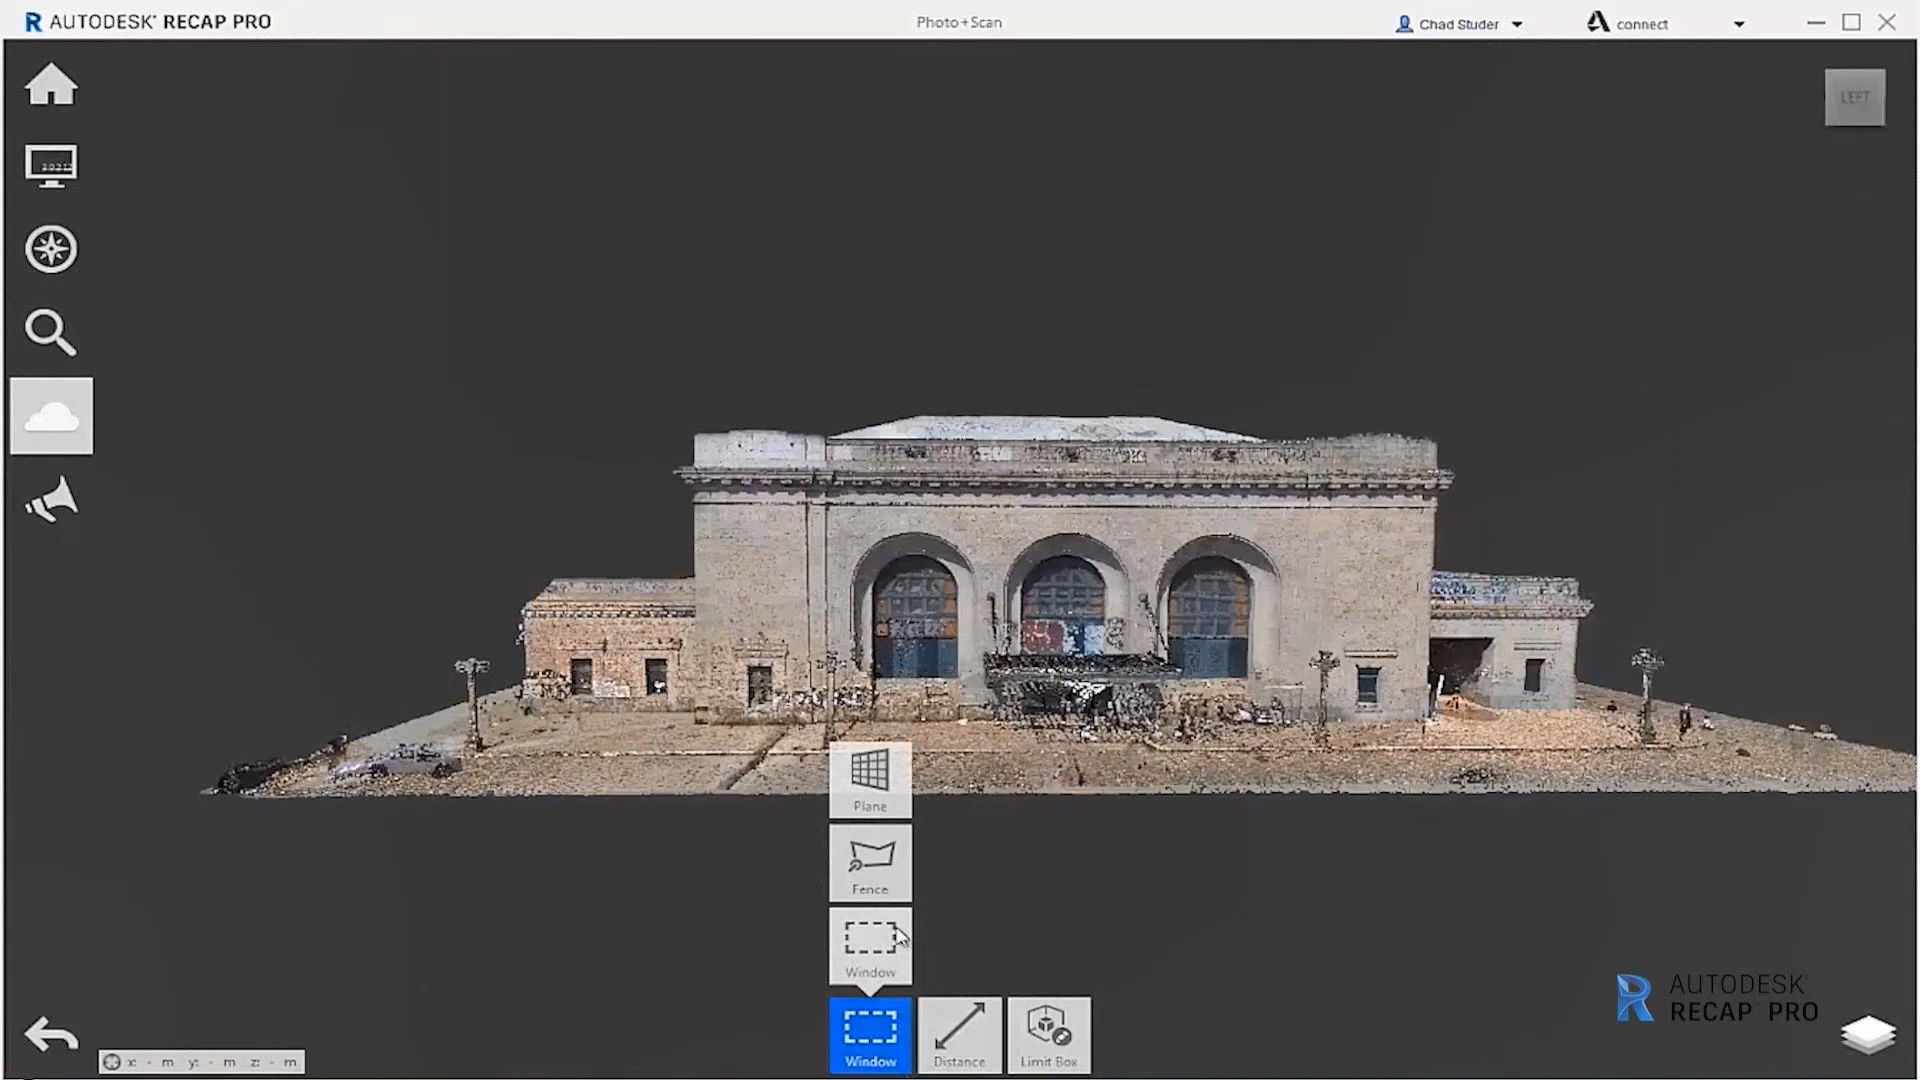 AUTODESK® RECAP PRO
Photo+Scan
Chad Studer
connect
LEFT
Plane
Fence
Window
AUTODESK®
RECAP PRO
x: - m y: - m z: - m
Window
Distance
Limit Box